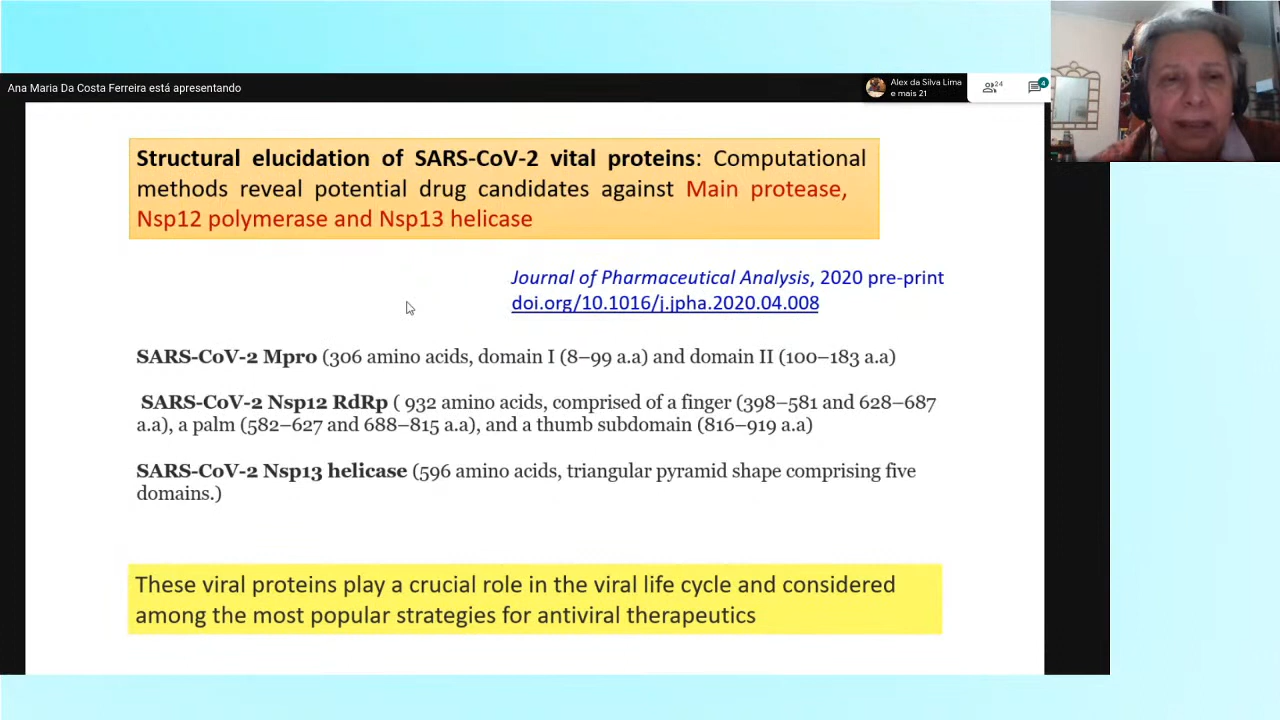 Ana Maria Da Costa Ferreira está apresentando
Alex da Silva Lima
e mais 21
24
4
Structural elucidation of SARS-CoV-2 vital proteins: Computational
methods reveal potential drug candidates against Main protease,
Nsp12 polymerase and Nsp13 helicase
Journal of Pharmaceutical Analysis, 2020 pre-print
doi.org/10.1016/j.jpha.2020.04.008
SARS-CoV-2 Mpro (306 amino acids, domain I (8–99 a.a) and domain II (100–183 a.a)
SARS-CoV-2 Nsp12 RdRp ( 932 amino acids, comprised of a finger (398–581 and 628–687
a.a), a palm (582–627 and 688–815 a.a), and a thumb subdomain (816–919 a.a)
SARS-CoV-2 Nsp13 helicase (596 amino acids, triangular pyramid shape comprising five
domains.)
These viral proteins play a crucial role in the viral life cycle and considered
among the most popular strategies for antiviral therapeutics